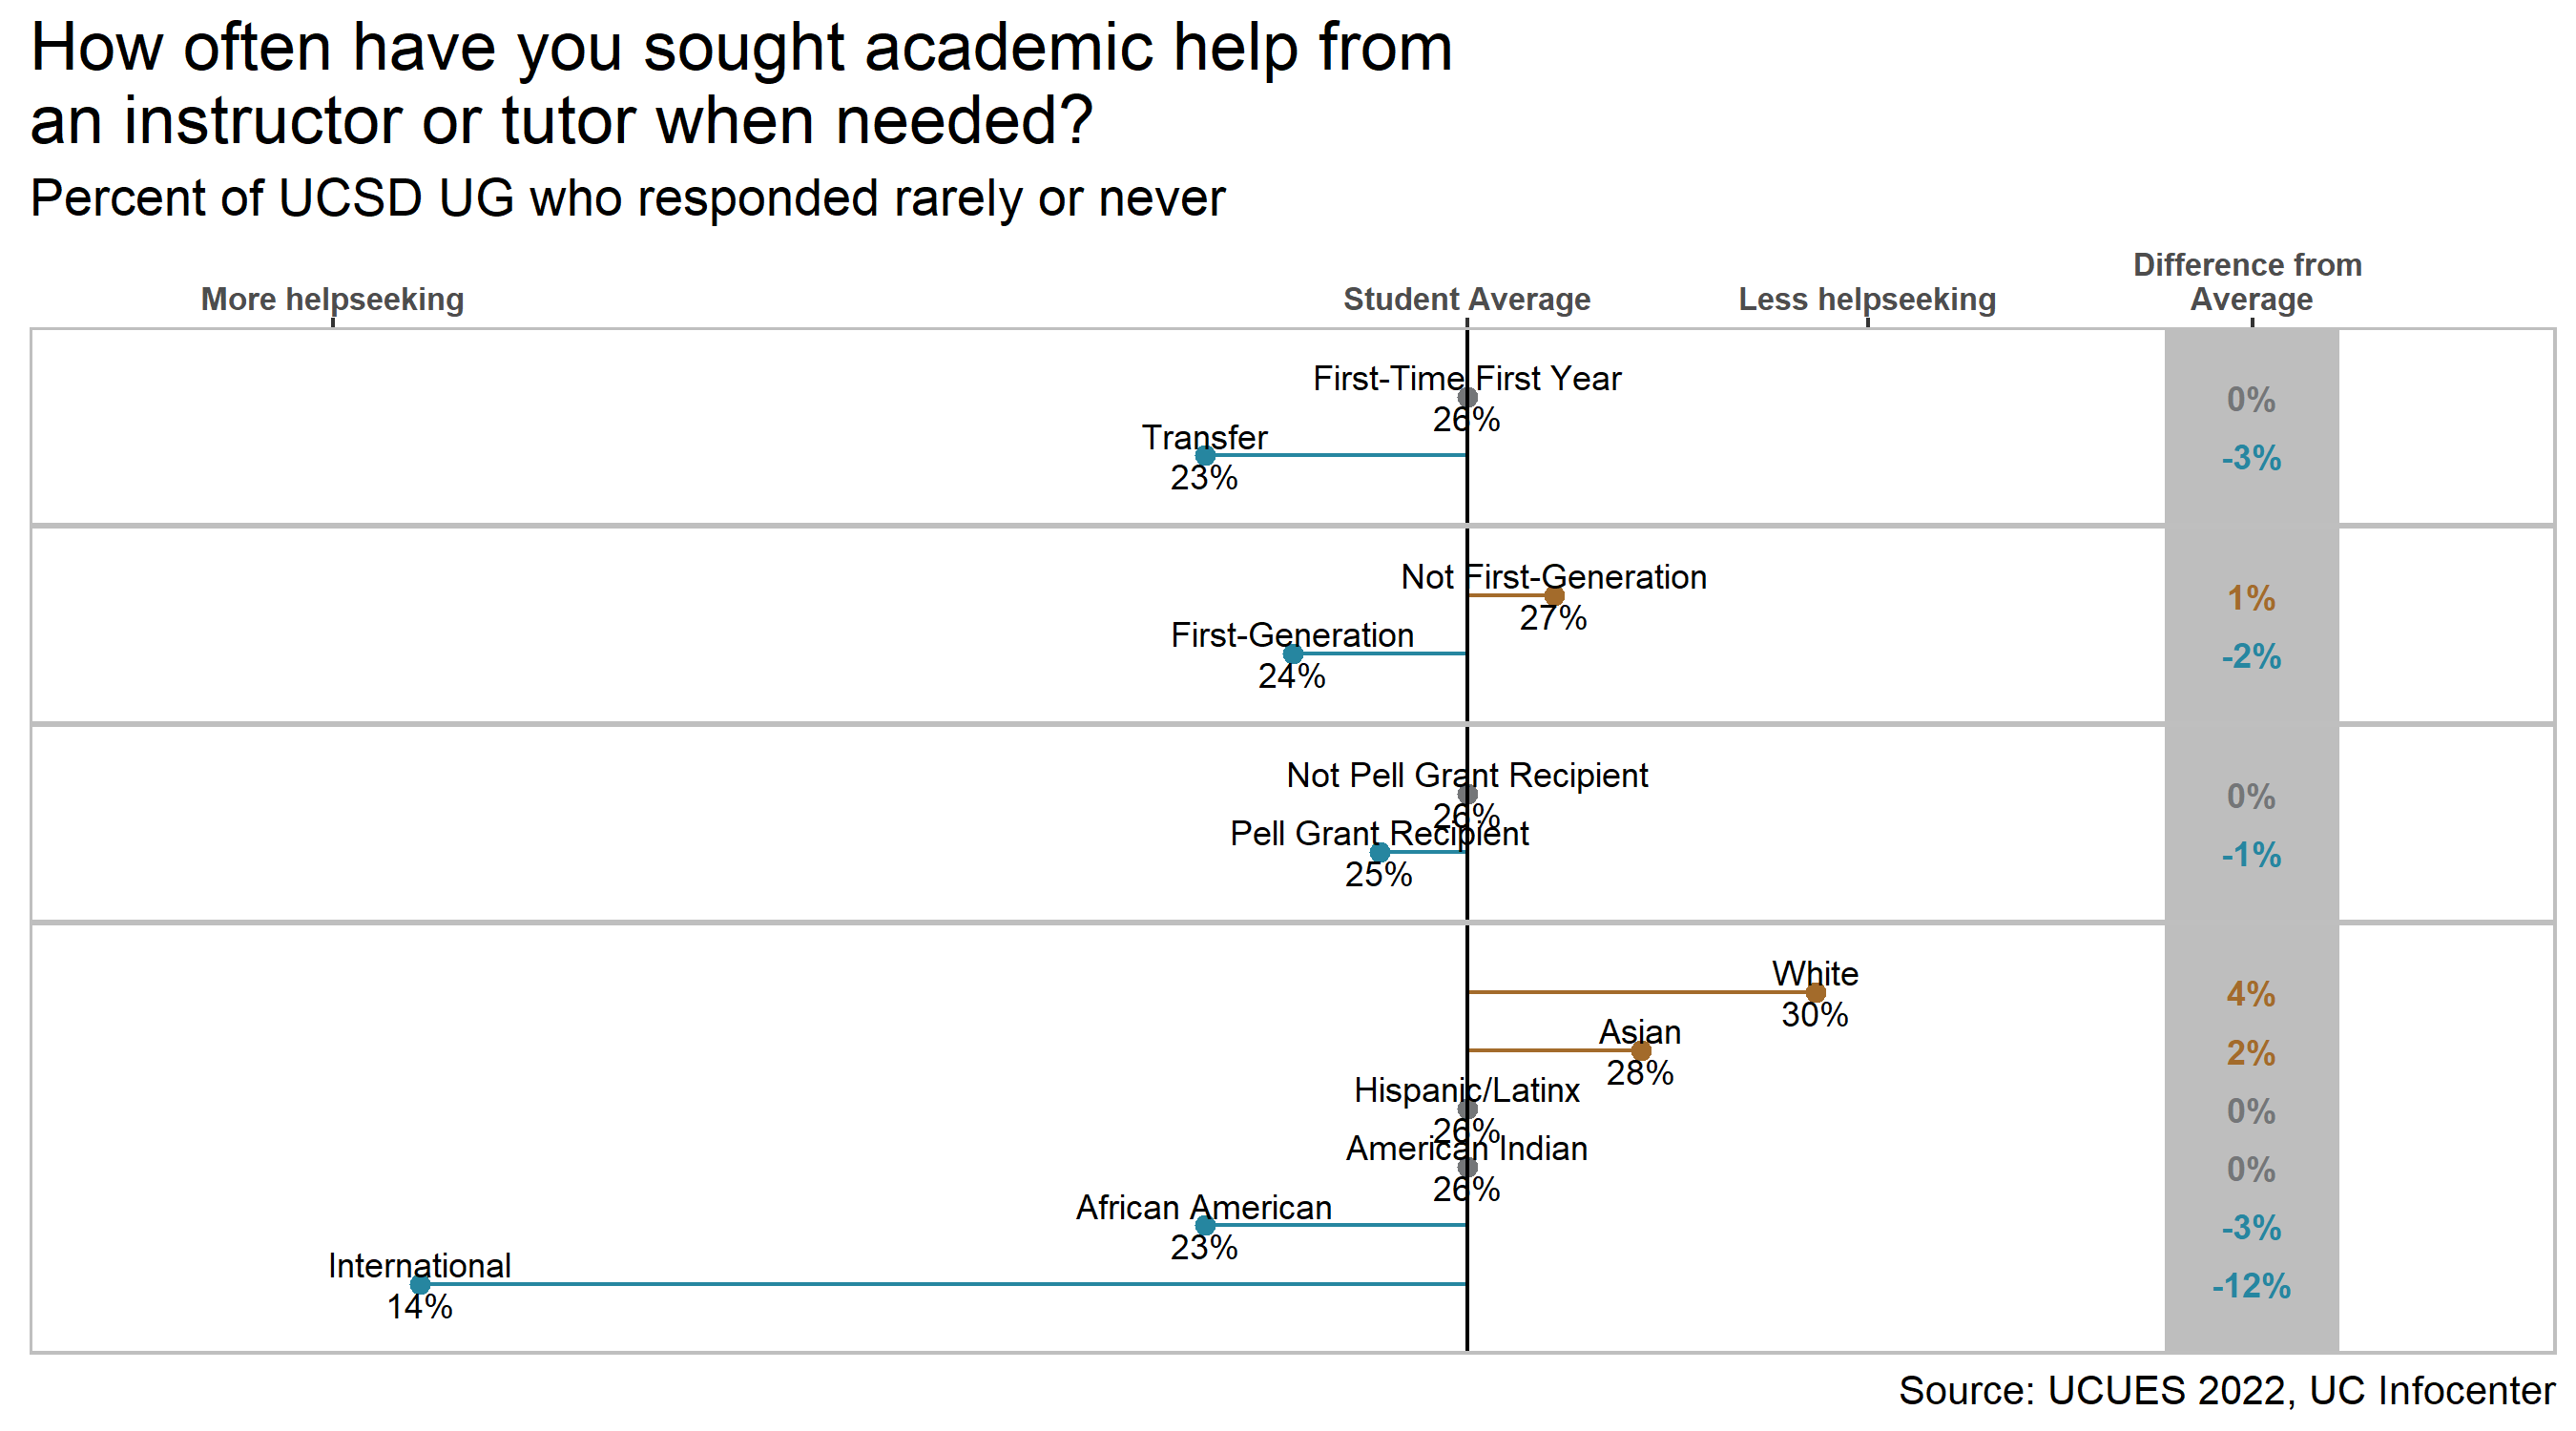 How often have you sought academic help from
an instructor or tutor when needed?
Percent of UCSD UG who responded rarely or never
More helpseeking
Student Average
Less helpseeking
Difference from
Average
First-Time First Year
26%
0%
Transfer
23%
-3%
Not First-Generation
27%
1%
First-Generation
24%
-2%
Not Pell Grant Recipient
26%
0%
Pell Grant Recipient
25%
-1%
White
30%
4%
Asian
28%
2%
Hispanic/Latinx
26%
0%
American Indian
26%
0%
African American
23%
-3%
International
14%
-12%
Source: UCUES 2022, UC Infocenter